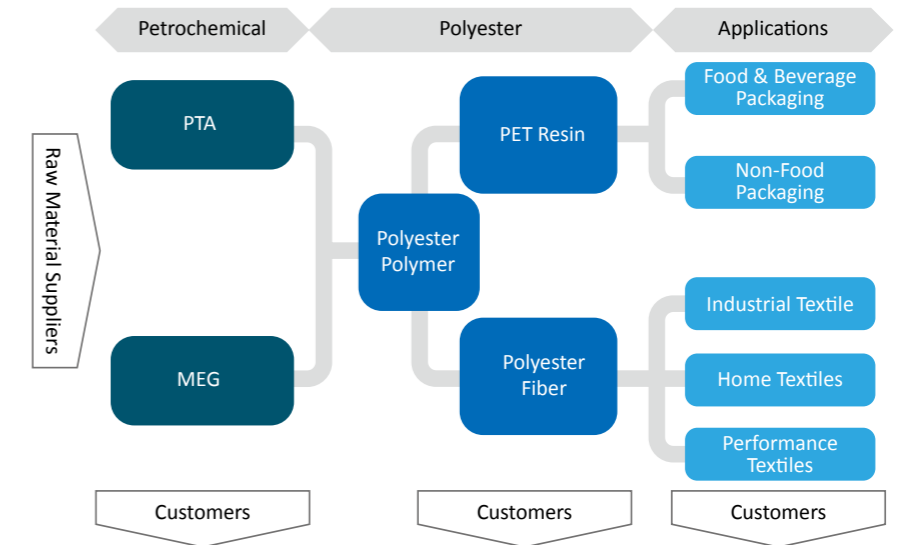 Petrochemical
Polyester
Applications
Raw Material Suppliers
PTA
MEG
Polyester
Polymer
PET Resin
Polyester
Fiber
Food & Beverage
Packaging
Non-Food
Packaging
Industrial Textile
Home Textiles
Performance
Textiles
Customers
Customers
Customers